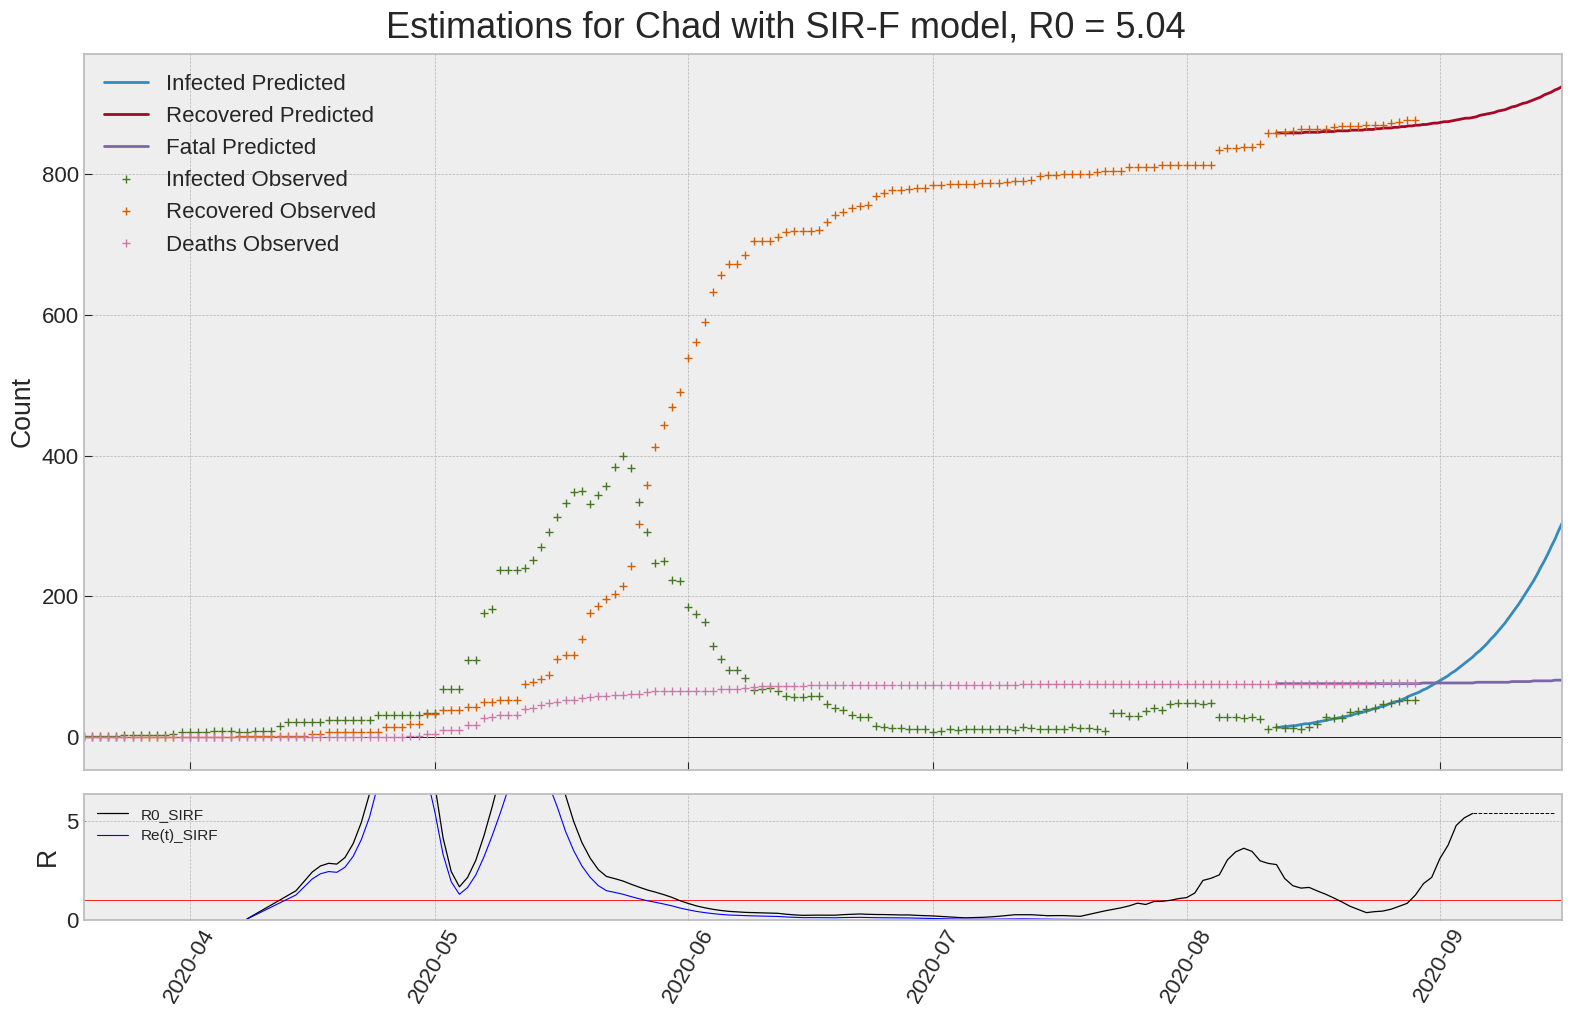 Estimations for Chad with SIR-F model, R0 = 5.04
Infected Predicted
Recovered Predicted
Fatal Predicted
Infected Observed
Recovered Observed
Deaths Observed
800
600
400
200
0
Count
R0_SIRF
Re(t)_SIRF
5
0
R
2020-04
2020-05
2020-06
2020-07
2020-08
2020-09